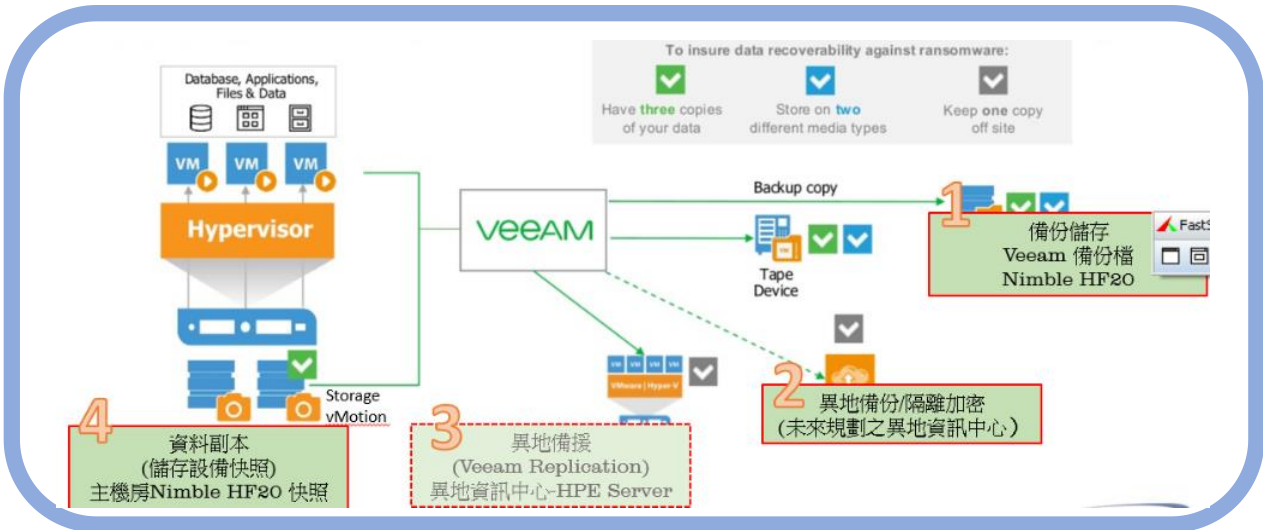 To insure data recoverability against ransomware:
Have three copies
of your data
Store on two
different media types
Keep one copy
off site
Database, Applications,
Files & Data
VM VM VM
Hypervisor
Storage
vMotion
veeAM
Backup copy
Tape
Device
VM
1
備份儲存
Veeam 備份檔
Nimble HF20
FastS
2
異地備份/隔離加密
(未來規劃之異地資訊中心)
VM VM VM VM
VMware | Hyper-V
3
異地備援
(Veeam Replication)
異地資訊中心-HPE Server
4
資料副本
(儲存設備快照)
主機房Nimble HF20 快照